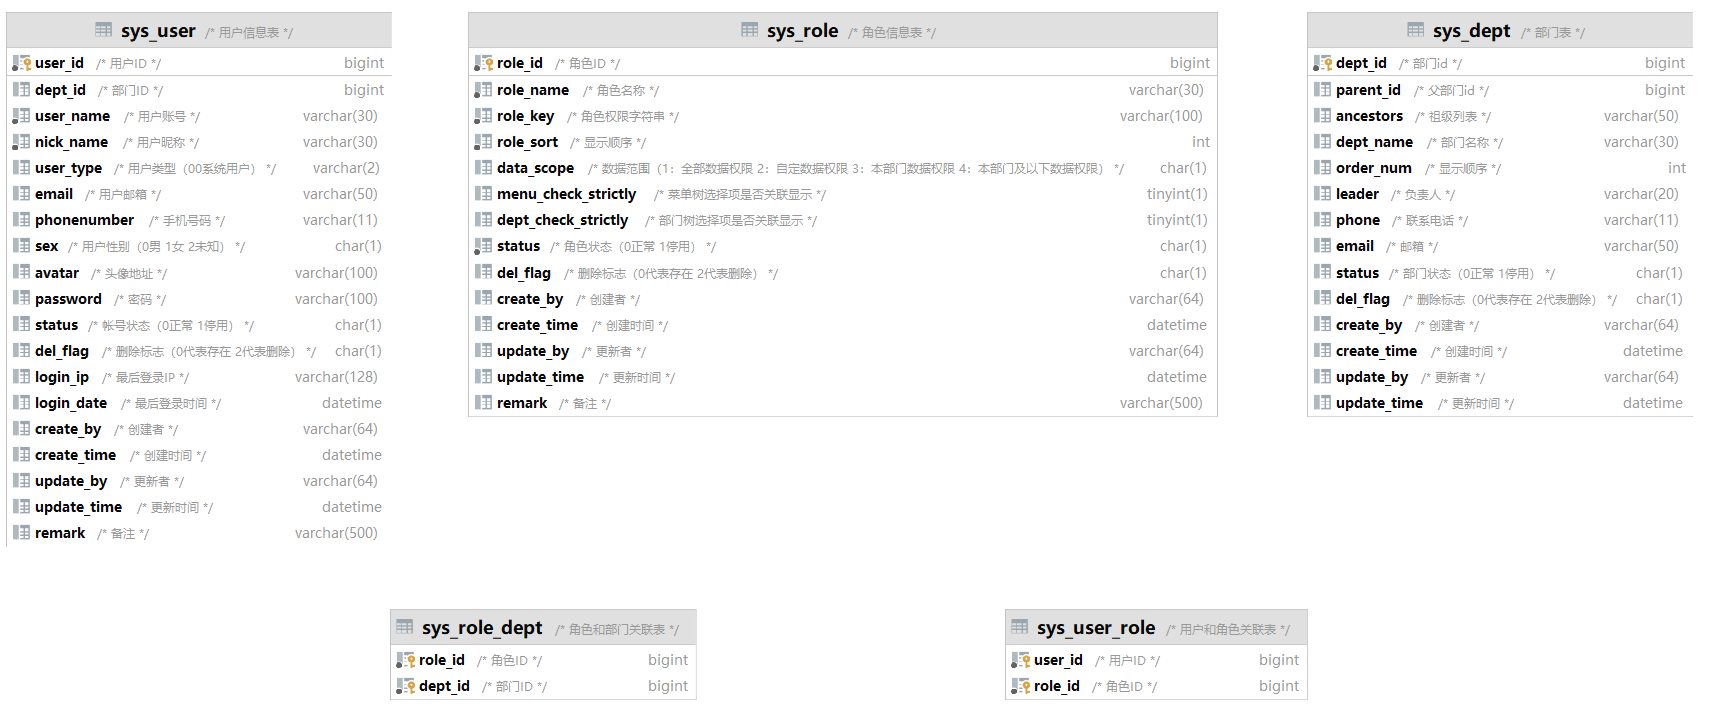 sys_user /* 用户信息表 */
user_id /* 用户ID */ bigint
dept_id /* 部门ID */ bigint
user_name /* 用户账号 */ varchar(30)
nick_name /* 用户昵称 */ varchar(30)
user_type /* 用户类型（00系统用户） */ varchar(2)
email /* 用户邮箱 */ varchar(50)
phonenumber /* 手机号码 */ varchar(11)
sex /* 用户性别（0男 1女 2未知） */ char(1)
avatar /* 头像地址 */ varchar(100)
password /* 密码 */ varchar(100)
status /* 帐号状态（0正常 1停用） */ char(1)
del_flag /* 删除标志（0代表存在 2代表删除） */ char(1)
login_ip /* 最后登录IP */ varchar(128)
login_date /* 最后登录时间 */ datetime
create_by /* 创建者 */ varchar(64)
create_time /* 创建时间 */ datetime
update_by /* 更新者 */ varchar(64)
update_time /* 更新时间 */ datetime
remark /* 备注 */ varchar(500)
sys_role /* 角色信息表 */
role_id /* 角色ID */ bigint
role_name /* 角色名称 */ varchar(30)
role_key /* 角色权限字符串 */ varchar(100)
role_sort /* 显示顺序 */ int
data_scope /* 数据范围（1：全部数据权限 2：自定数据权限 3：本部门数据权限 4：本部门及以下数据权限） */ char(1)
menu_check_strictly /* 菜单树选择项是否关联显示 */ tinyint(1)
dept_check_strictly /* 部门树选择项是否关联显示 */ tinyint(1)
status /* 角色状态（0正常 1停用） */ char(1)
del_flag /* 删除标志（0代表存在 2代表删除） */ char(1)
create_by /* 创建者 */ varchar(64)
create_time /* 创建时间 */ datetime
update_by /* 更新者 */ varchar(64)
update_time /* 更新时间 */ datetime
remark /* 备注 */ varchar(500)
sys_dept /* 部门表 */
dept_id /* 部门id */ bigint
parent_id /* 父部门id */ bigint
ancestors /* 祖级列表 */ varchar(50)
dept_name /* 部门名称 */ varchar(30)
order_num /* 显示顺序 */ int
leader /* 负责人 */ varchar(20)
phone /* 联系电话 */ varchar(11)
email /* 邮箱 */ varchar(50)
status /* 部门状态（0正常 1停用） */ char(1)
del_flag /* 删除标志（0代表存在 2代表删除） */ char(1)
create_by /* 创建者 */ varchar(64)
create_time /* 创建时间 */ datetime
update_by /* 更新者 */ varchar(64)
update_time /* 更新时间 */ datetime
sys_role_dept /* 角色和部门关联表 */
role_id /* 角色ID */ bigint
dept_id /* 部门ID */ bigint
sys_user_role /* 用户和角色关联表 */
user_id /* 用户ID */ bigint
role_id /* 角色ID */ bigint